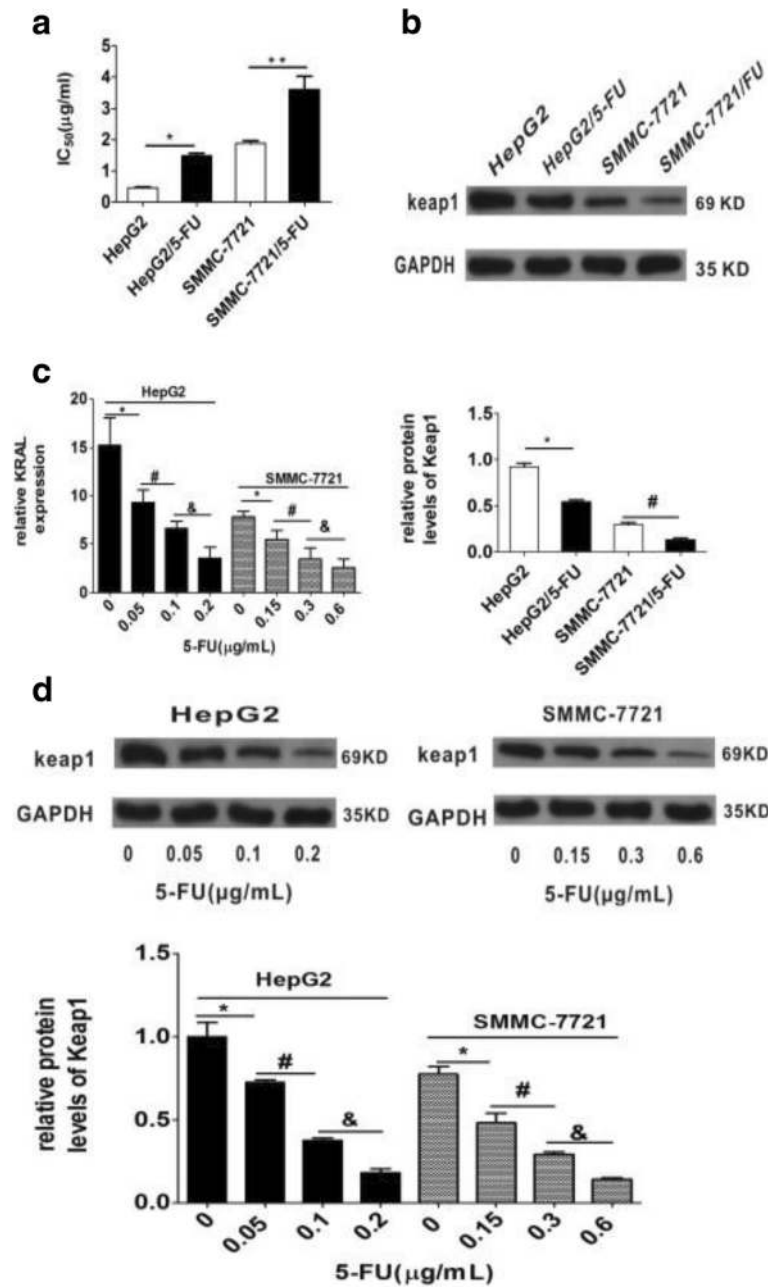 a
IC50(μg/ml)
5
4
3
2
1
0
*
**
HepG2
HepG2/5-FU
SMMC-7721
SMMC-7721/5-FU
b
HepG2
HepG2/5-FU
SMMC-7721
SMMC-7721/FU
keap1
69 KD
GAPDH
35 KD
relative protein
levels of Keap1
1.5
1.0
0.5
0.0
*
#
HepG2
HepG2/5-FU
SMMC-7721
SMMC-7721/5-FU
c
relative KRAL
expression
20
15
10
5
0
HepG2
*
#
&
SMMC-7721
*
#
&
0
0.05
0.1
0.2
0
0.15
0.3
0.6
5-FU(μg/mL)
d
HepG2
keap1
69KD
GAPDH
35KD
0 0.05 0.1 0.2
5-FU(μg/mL)
SMMC-7721
keap1
69KD
GAPDH
35KD
0 0.15 0.3 0.6
5-FU(μg/mL)
relative protein
levels of Keap1
1.5
1.0
0.5
0.0
HepG2
*
#
&
SMMC-7721
*
#
&
0
0.05
0.1
0.2
0
0.15
0.3
0.6
5-FU(μg/mL)